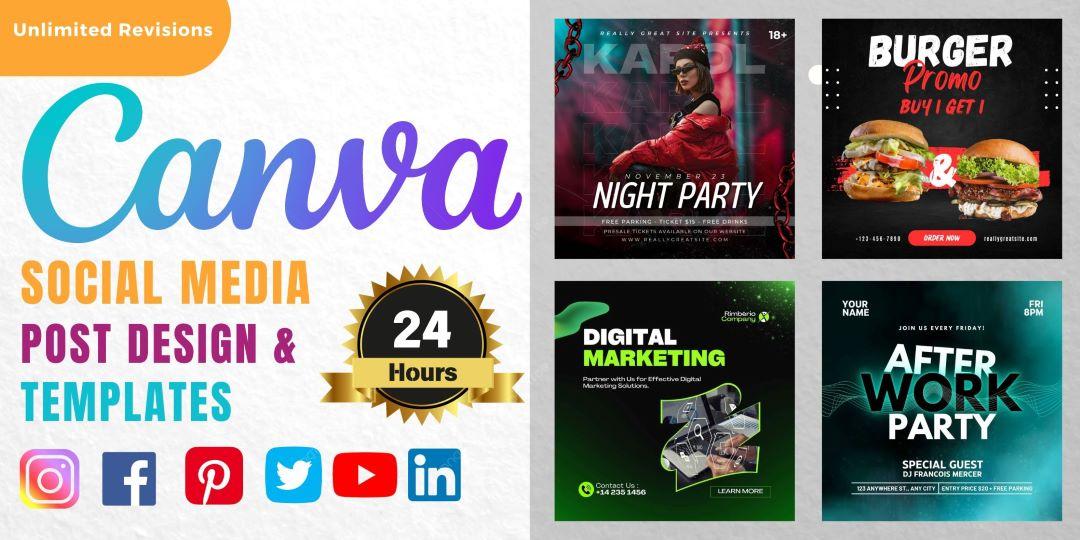 Unlimited Revisions
Canva
SOCIAL MEDIA
POST DESIGN &
TEMPLATES
24
Hours
in
REALLY GREAT SITE PRESENTS
18+
KAROL
NOVEMBER 23
NIGHT PARTY
FREE PARKING - TICKET $15 - FREE DRINKS
PRESALE TICKETS AVAILABLE ON OUR WEBSITE
WWW.REALLYGREATSITE.COM
BURGER
Promo
BUY 1 GET 1
&
+123-456-7890
ORDER NOW
reallygreatsite.com
Rimberio
Company
DIGITAL
MARKETING
Partner with Us for Effective Digital
Marketing Solutions.
Contact Us :
+14 235 1456
LEARN MORE
YOUR
NAME
FRI
8PM
JOIN US EVERY FRIDAY!
AFTER
WORK
PARTY
SPECIAL GUEST
DJ FRANCOIS MERCER
123 ANYWHERE ST., ANY CITY
ENTRY PRICE $20 + FREE PARKING